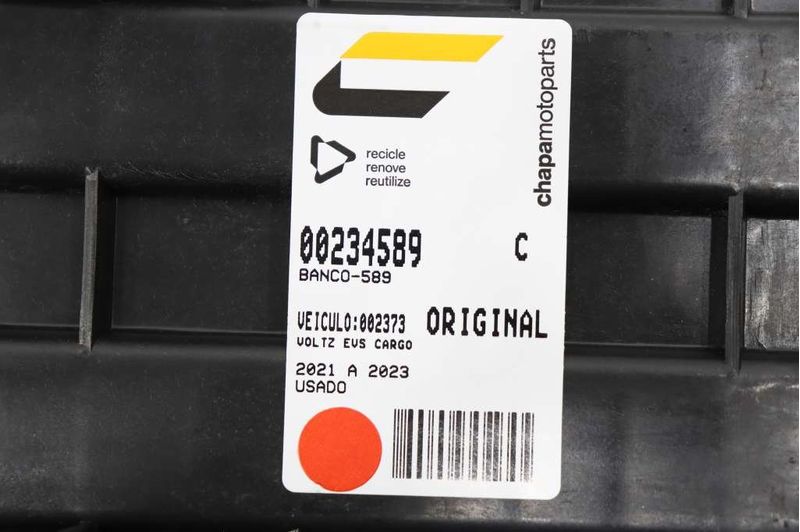 chapamotoparts
recicle
renove
reutilize
00234589 C
BANCO-589
VEICULO:002373 ORIGINAL
VOLTZ EVS CARGO
2021 A 2023
USADO